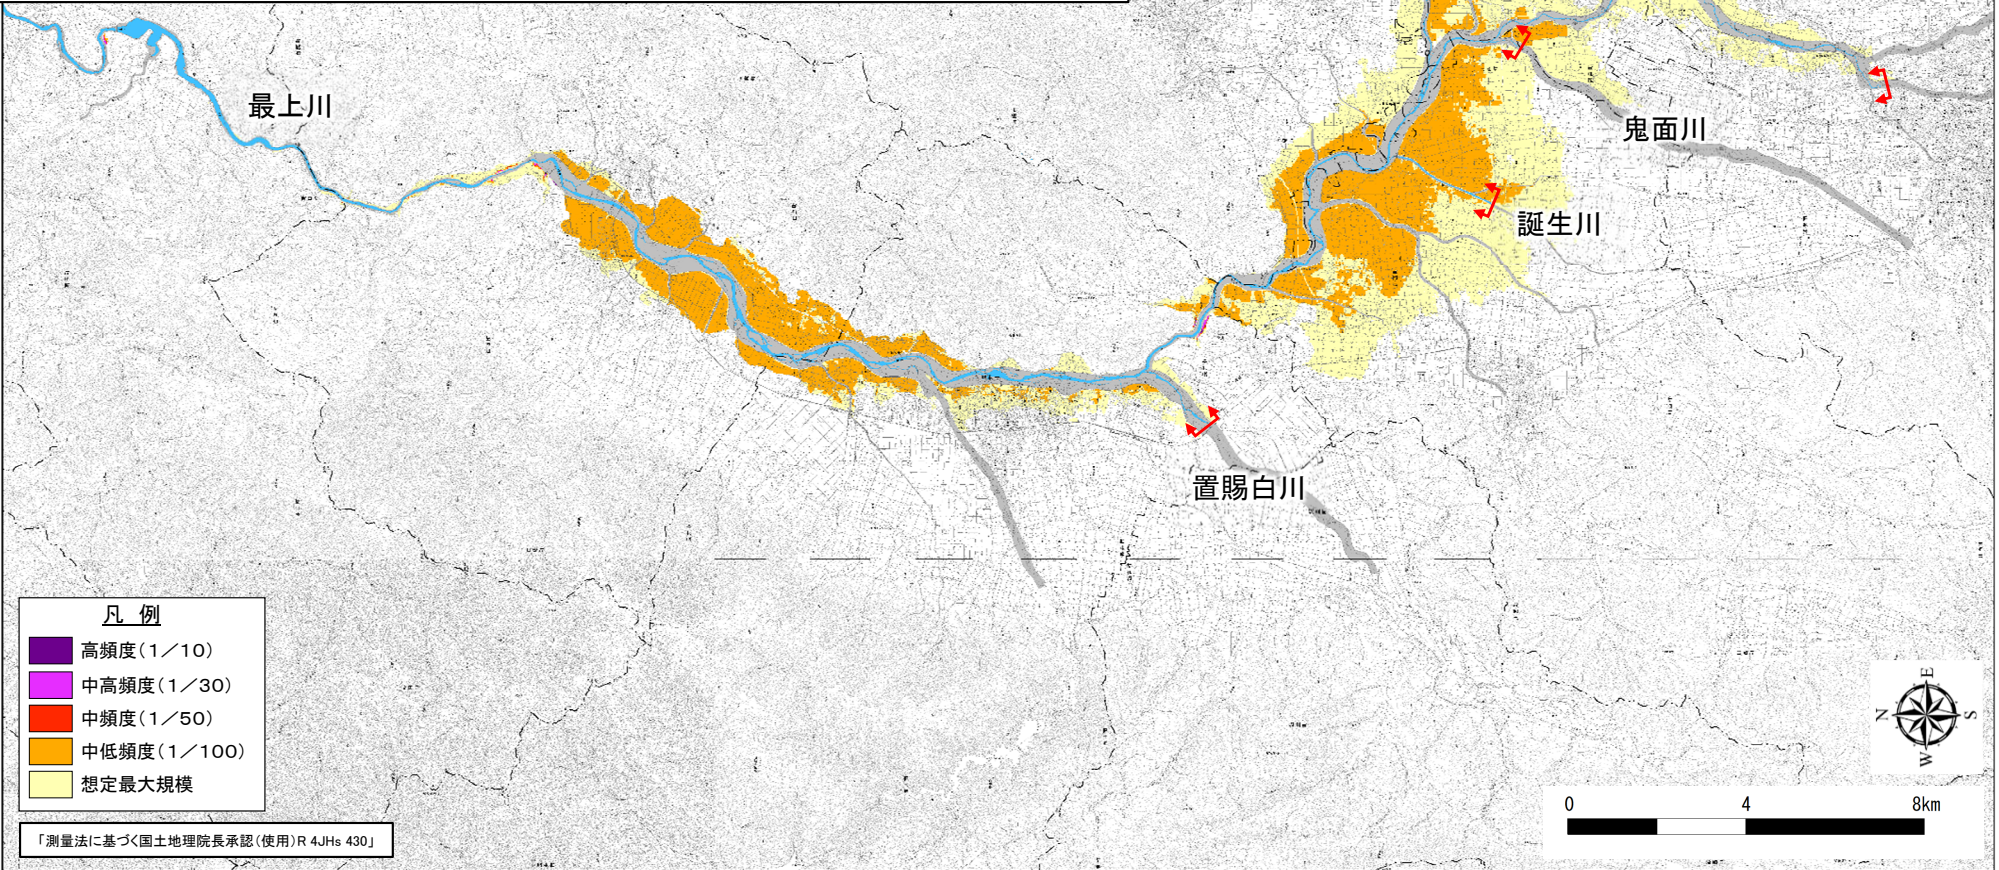 最上川
鬼面川
誕生川
置賜白川
凡 例
高頻度(1/10)
中高頻度(1/30)
中頻度(1/50)
中低頻度(1/100)
想定最大規模
「測量法に基づく国土地理院長承認(使用)R 4JHs 430」
E
N
S
W
0 4 8km